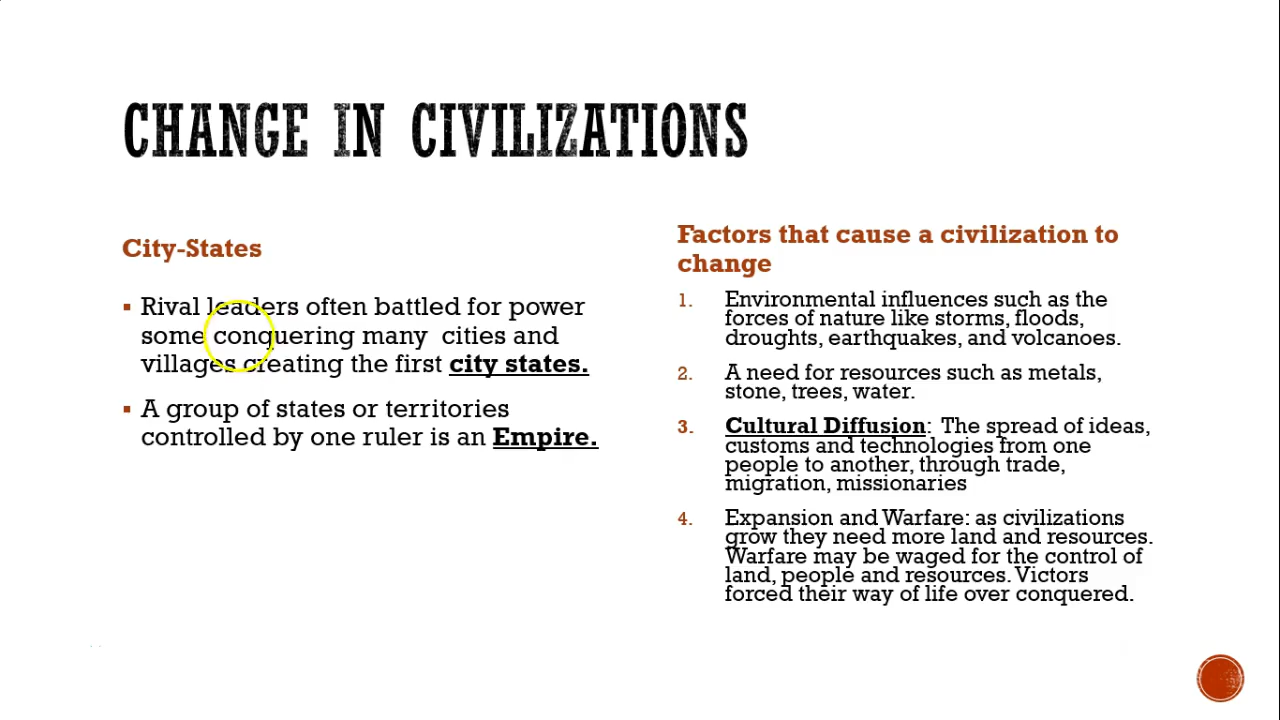 CHANGE IN CIVILIZATIONS
City-States
▪ Rival leaders often battled for power
some conquering many cities and
villages creating the first city states.
▪ A group of states or territories
controlled by one ruler is an Empire.
Factors that cause a civilization to
change
1. Environmental influences such as the
forces of nature like storms, floods,
droughts, earthquakes, and volcanoes.
2. A need for resources such as metals,
stone, trees, water.
3. Cultural Diffusion: The spread of ideas,
customs and technologies from one
people to another, through trade,
migration, missionaries
4. Expansion and Warfare: as civilizations
grow they need more land and resources.
Warfare may be waged for the control of
land, people and resources. Victors
forced their way of life over conquered.